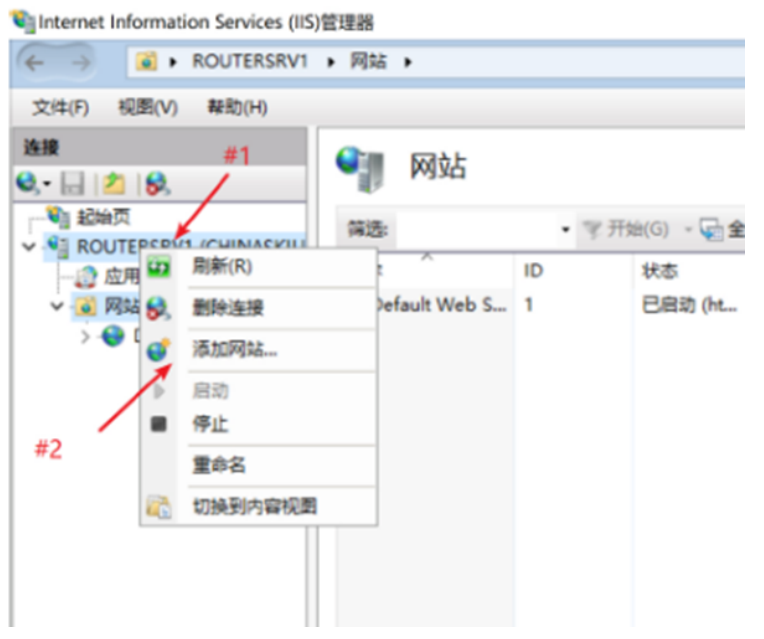 Internet Information Services (IIS)管理器
ROUTERSRV1 网站
文件(F) 视图(V) 帮助(H)
连接
#1
网站
起始页
筛选: 开始(G) 全
ROUTERSRV1 (CHINASKILL
刷新(R)
ID 状态
应用
网站
删除连接
Default Web S... 1 已启动 (ht...
添加网站...
启动
#2
停止
重命名
切换到内容视图